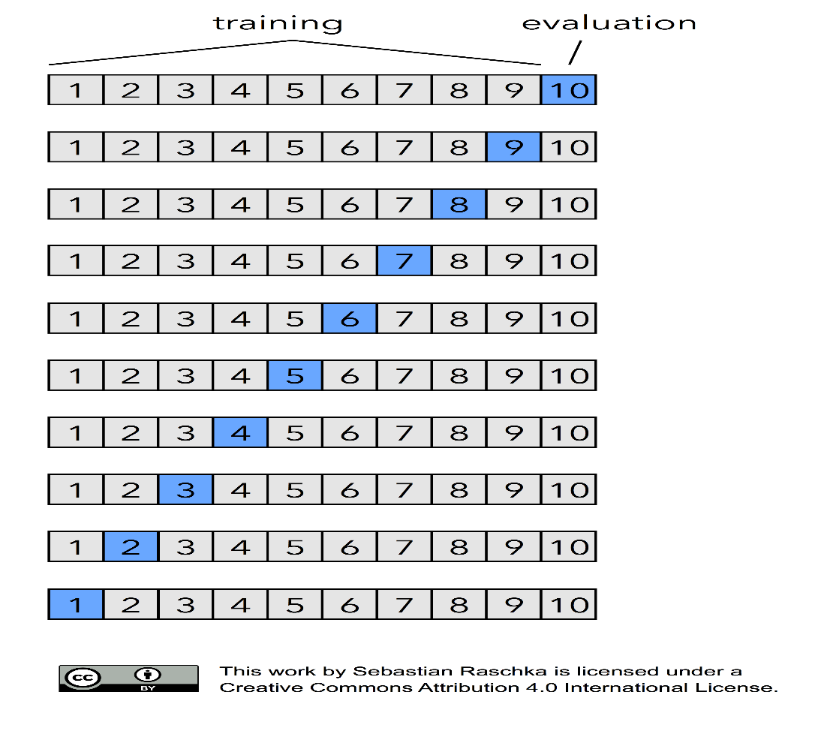 training evaluation
1 2 3 4 5 6 7 8 9 10
1 2 3 4 5 6 7 8 9 10
1 2 3 4 5 6 7 8 9 10
1 2 3 4 5 6 7 8 9 10
1 2 3 4 5 6 7 8 9 10
1 2 3 4 5 6 7 8 9 10
1 2 3 4 5 6 7 8 9 10
1 2 3 4 5 6 7 8 9 10
1 2 3 4 5 6 7 8 9 10
1 2 3 4 5 6 7 8 9 10
cc
BY
This work by Sebastian Raschka is licensed under a
Creative Commons Attribution 4.0 International License.